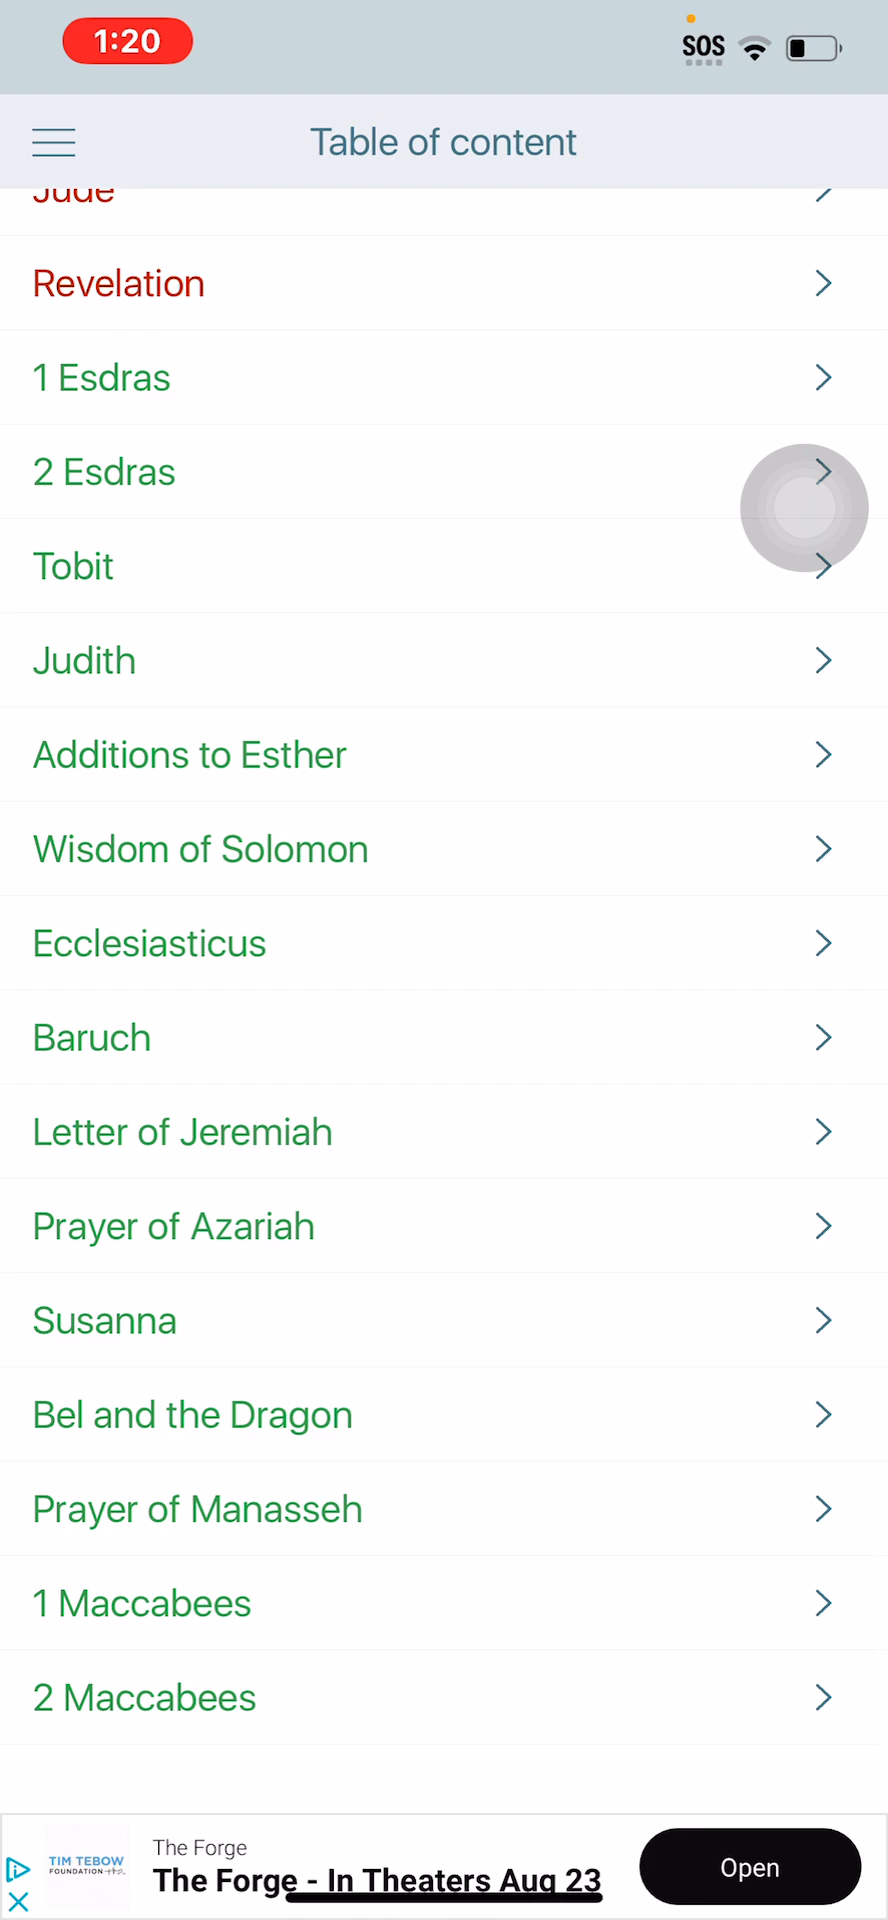 1:20
SOS
Table of content
Jude
Revelation
1 Esdras
2 Esdras
Tobit
Judith
Additions to Esther
Wisdom of Solomon
Ecclesiasticus
Baruch
Letter of Jeremiah
Prayer of Azariah
Susanna
Bel and the Dragon
Prayer of Manasseh
1 Maccabees
2 Maccabees
TIM TEBOW
FOUNDATION
The Forge
The Forge - In Theaters Aug 23
Open